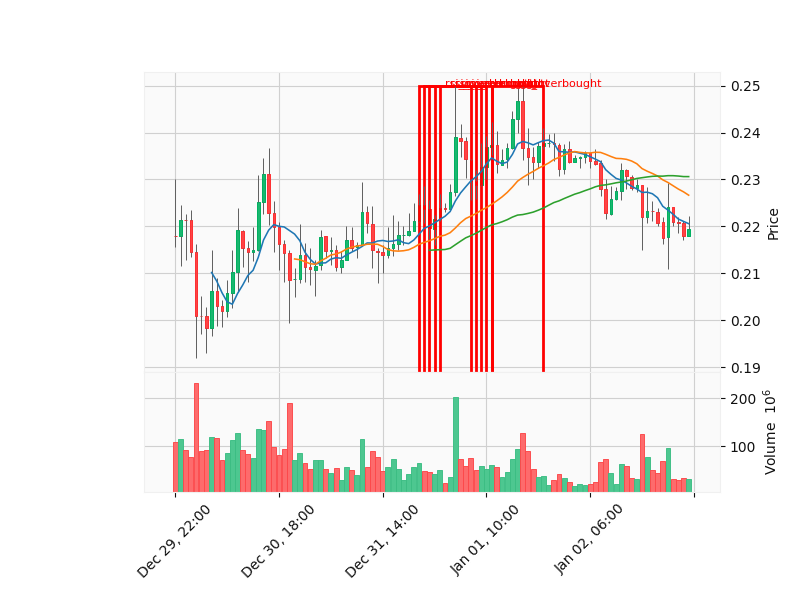 overbought
0.25
0.24
0.23
0.22
0.21
0.20
0.19
Price
200
100
Volume 10⁶
Dec 29, 22:00
Dec 30, 18:00
Dec 31, 14:00
Jan 01, 10:00
Jan 02, 06:00